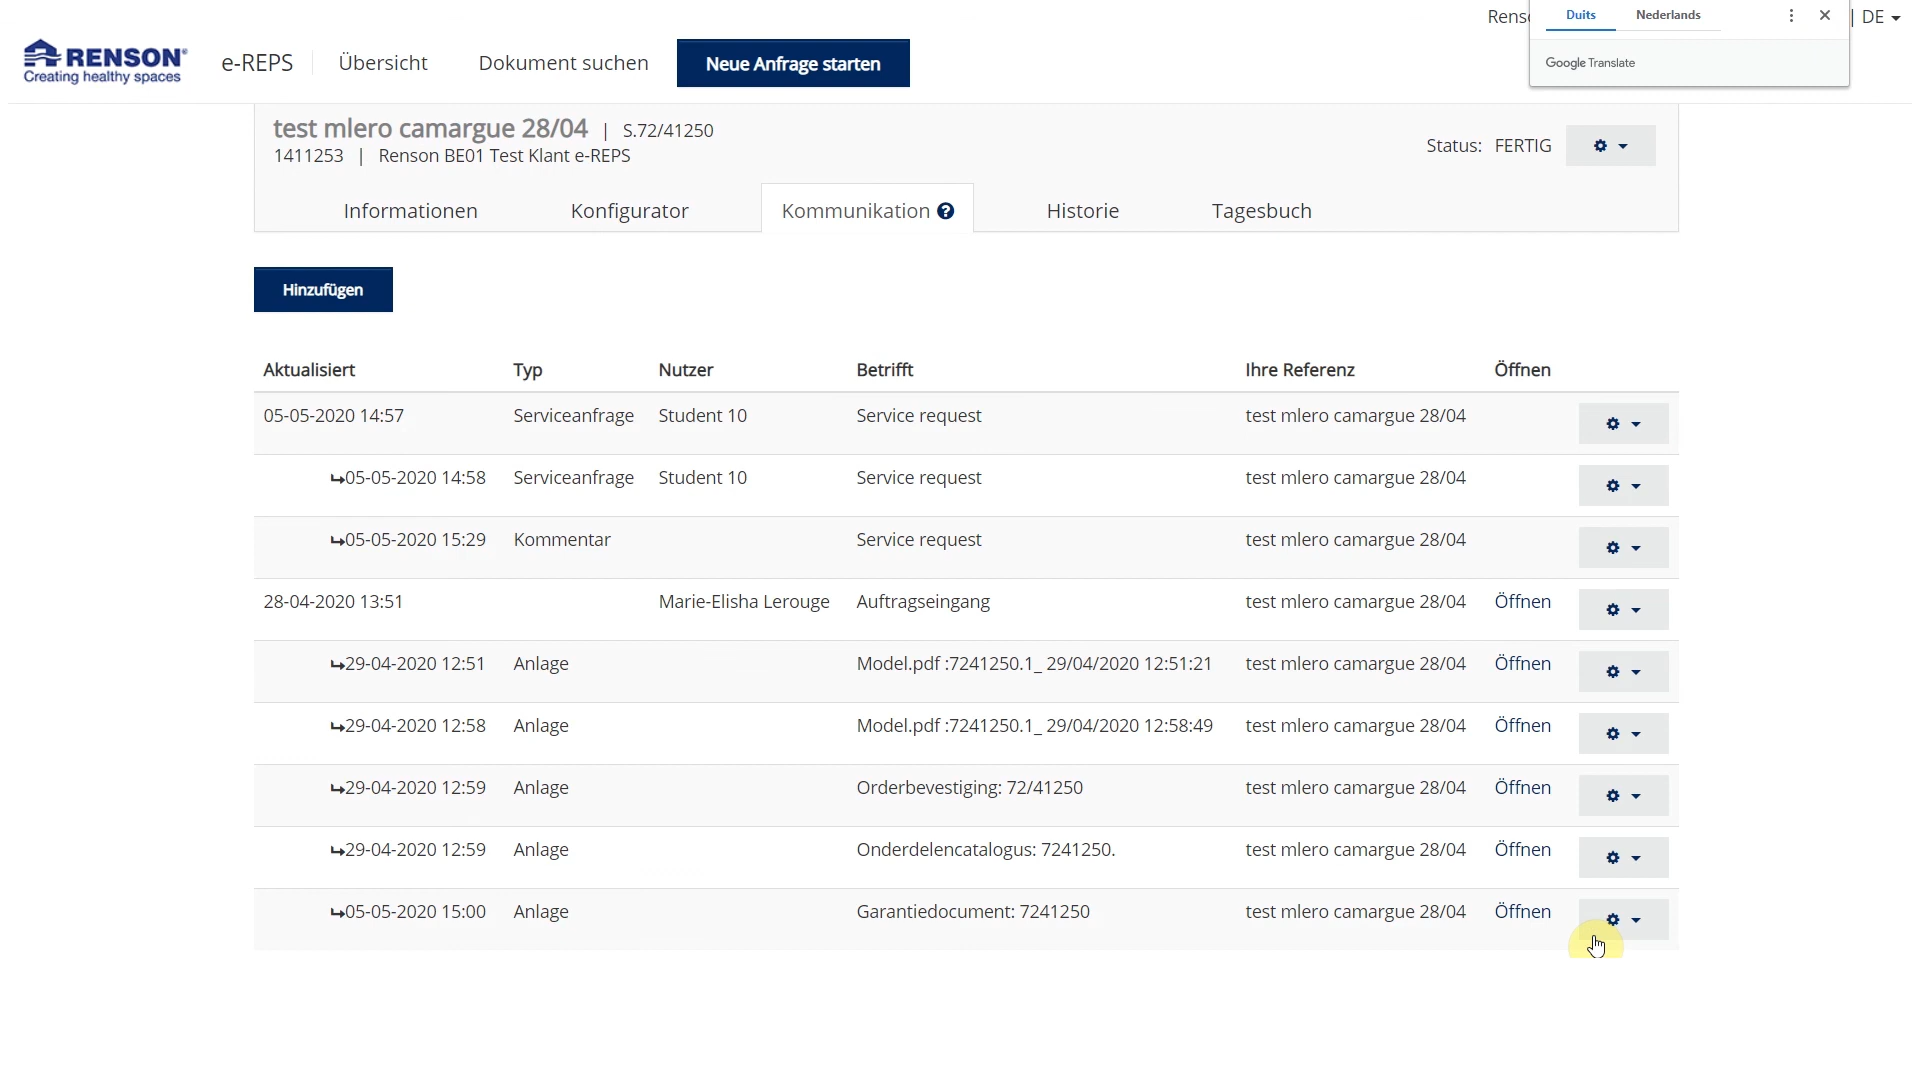 Duits Nederlands
DE
Google Translate
RENSON®
Creating healthy spaces
e-REPS Übersicht Dokument suchen Neue Anfrage starten
test mlero camargue 28/04 | S.72/41250
1411253 | Renson BE01 Test Klant e-REPS
Status: FERTIG
Informationen Konfigurator Kommunikation ? Historie Tagesbuch
Hinzufügen
Aktualisiert Typ Nutzer Betrifft Ihre Referenz Öffnen
05-05-2020 14:57 Serviceanfrage Student 10 Service request test mlero camargue 28/04
05-05-2020 14:58 Serviceanfrage Student 10 Service request test mlero camargue 28/04
05-05-2020 15:29 Kommentar Service request test mlero camargue 28/04
28-04-2020 13:51 Marie-Elisha Lerouge Auftragseingang test mlero camargue 28/04 Öffnen
29-04-2020 12:51 Anlage Model.pdf :7241250.1_ 29/04/2020 12:51:21 test mlero camargue 28/04 Öffnen
29-04-2020 12:58 Anlage Model.pdf :7241250.1_ 29/04/2020 12:58:49 test mlero camargue 28/04 Öffnen
29-04-2020 12:59 Anlage Orderbevestiging: 72/41250 test mlero camargue 28/04 Öffnen
29-04-2020 12:59 Anlage Onderdelencatalogus: 7241250. test mlero camargue 28/04 Öffnen
05-05-2020 15:00 Anlage Garantiedocument: 7241250 test mlero camargue 28/04 Öffnen